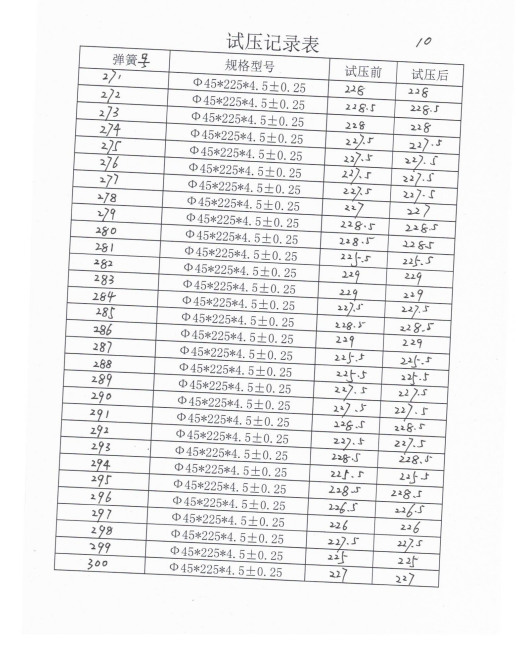 试压记录表 10
弹簧号 规格型号 试压前 试压后
271 Φ45*225*4.5±0.25 228 228
272 Φ45*225*4.5±0.25 228.5 228.5
273 Φ45*225*4.5±0.25 228 228
274 Φ45*225*4.5±0.25 227.5 227.5
275 Φ45*225*4.5±0.25 227.5 227.5
276 Φ45*225*4.5±0.25 227.5 227.5
277 Φ45*225*4.5±0.25 227.5 227.5
278 Φ45*225*4.5±0.25 227 227
279 Φ45*225*4.5±0.25 228.5 228.5
280 Φ45*225*4.5±0.25 228.5 2285
281 Φ45*225*4.5±0.25 225.5 225.5
282 Φ45*225*4.5±0.25 229 229
283 Φ45*225*4.5±0.25 229 229
284 Φ45*225*4.5±0.25 227.5 227.5
285 Φ45*225*4.5±0.25 228.5 228.5
286 Φ45*225*4.5±0.25 229 229
287 Φ45*225*4.5±0.25 225.5 225.5
288 Φ45*225*4.5±0.25 225.5 225.5
289 Φ45*225*4.5±0.25 227.5 227.5
290 Φ45*225*4.5±0.25 227.5 227.5
291 Φ45*225*4.5±0.25 228.5 228.5
292 Φ45*225*4.5±0.25 227.5 227.5
293 Φ45*225*4.5±0.25 228.5 228.5
294 Φ45*225*4.5±0.25 225.5 225.5
295 Φ45*225*4.5±0.25 228.5 228.5
296 Φ45*225*4.5±0.25 226.5 226.5
297 Φ45*225*4.5±0.25 226 226
298 Φ45*225*4.5±0.25 227.5 227.5
299 Φ45*225*4.5±0.25 225 225
300 Φ45*225*4.5±0.25 227 227